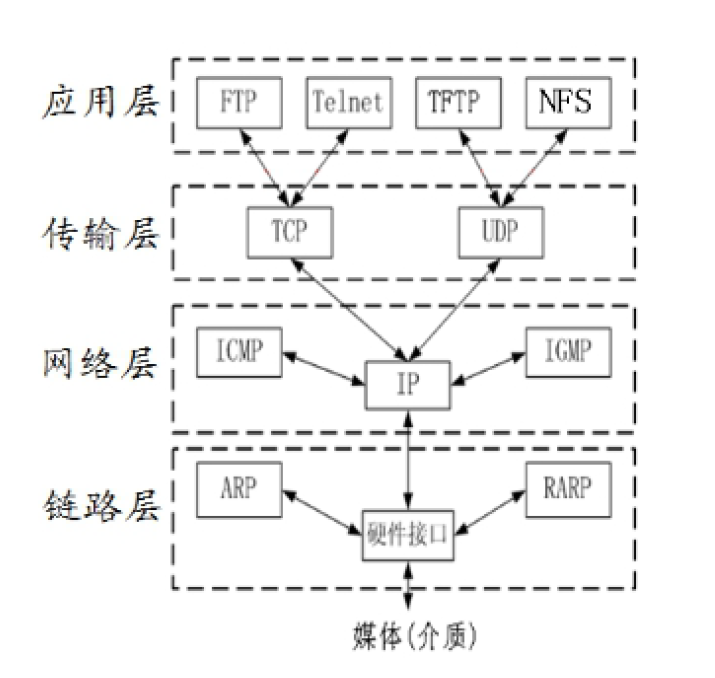 应用层 FTP Telnet TFTP NFS
传输层 TCP UDP
网络层 ICMP IGMP
IP
链路层 ARP RARP
硬件接口
媒体(介质)